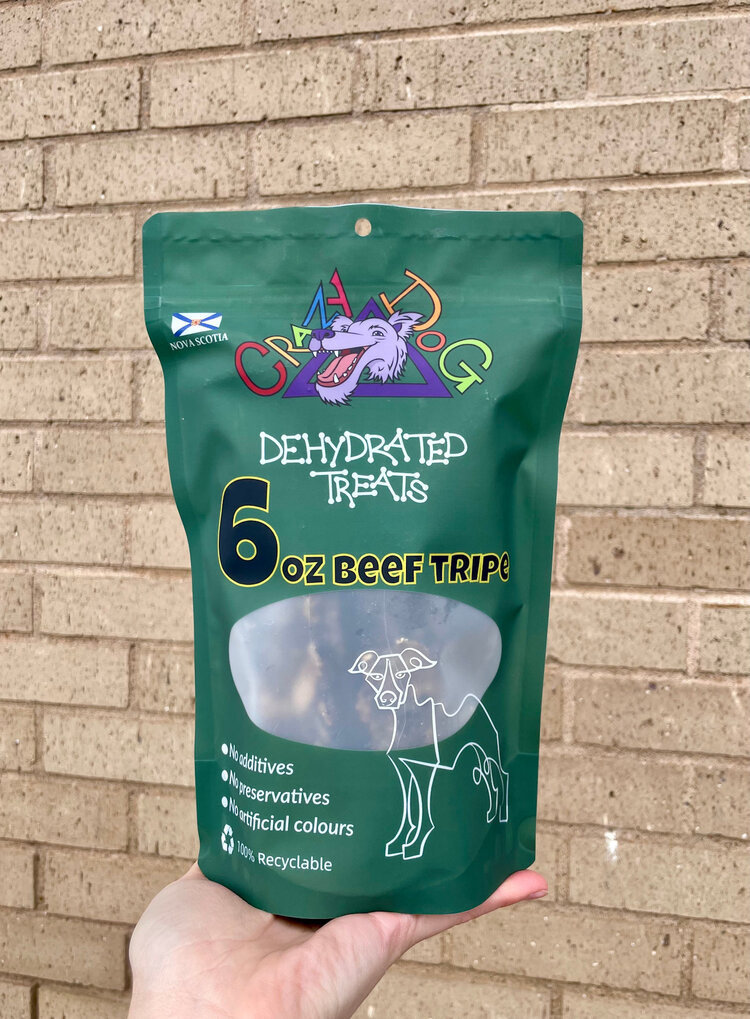 CRAZY DOG
NOVA SCOTIA
DEHYDRATED
TREATS
6 oz BEEF TRIPE
No additives
No preservatives
No artificial colours
100% Recyclable